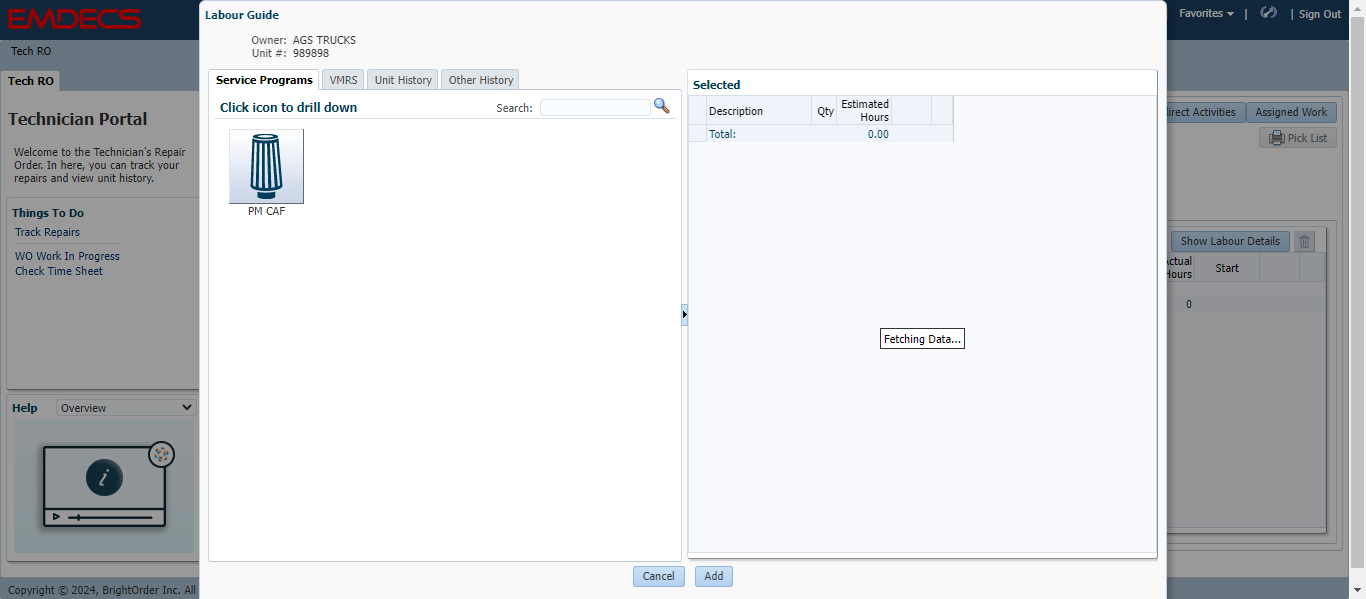 EMDECS
Favorites | | Sign Out
Tech RO
Tech RO
Technician Portal
Welcome to the Technician's Repair
Order. In here, you can track your
repairs and view unit history.
Things To Do
Track Repairs
WO Work In Progress
Check Time Sheet
Help Overview
i
Copyright © 2024, BrightOrder Inc. All
Labour Guide
Owner: AGS TRUCKS
Unit #: 989898
Service Programs VMRS Unit History Other History
Click icon to drill down Search:
PM CAF
Selected
Description Qty Estimated
Hours
Total: 0.00
Fetching Data...
Cancel Add
Activities Assigned Work
Pick List
Show Labour Details
Hours Start
0